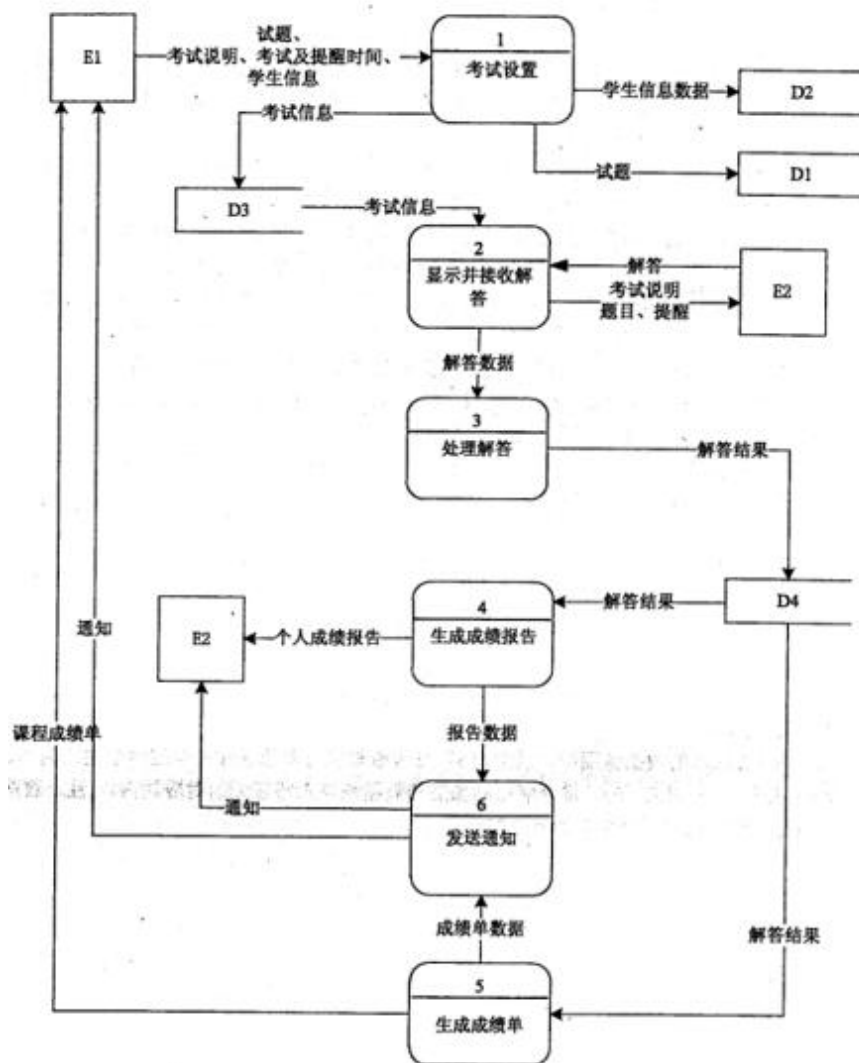 E1
试题、
考试说明、考试及提醒时间、
学生信息
1
考试设置
学生信息数据
D2
考试信息
试题
D1
D3
考试信息
2
显示并接收解
答
解答
考试说明
题目、提醒
E2
解答数据
3
处理解答
解答结果
4
生成成绩报告
解答结果
D4
通知
E2
个人成绩报告
课程成绩单
报告数据
通知
6
发送通知
成绩单数据
解答结果
5
生成成绩单